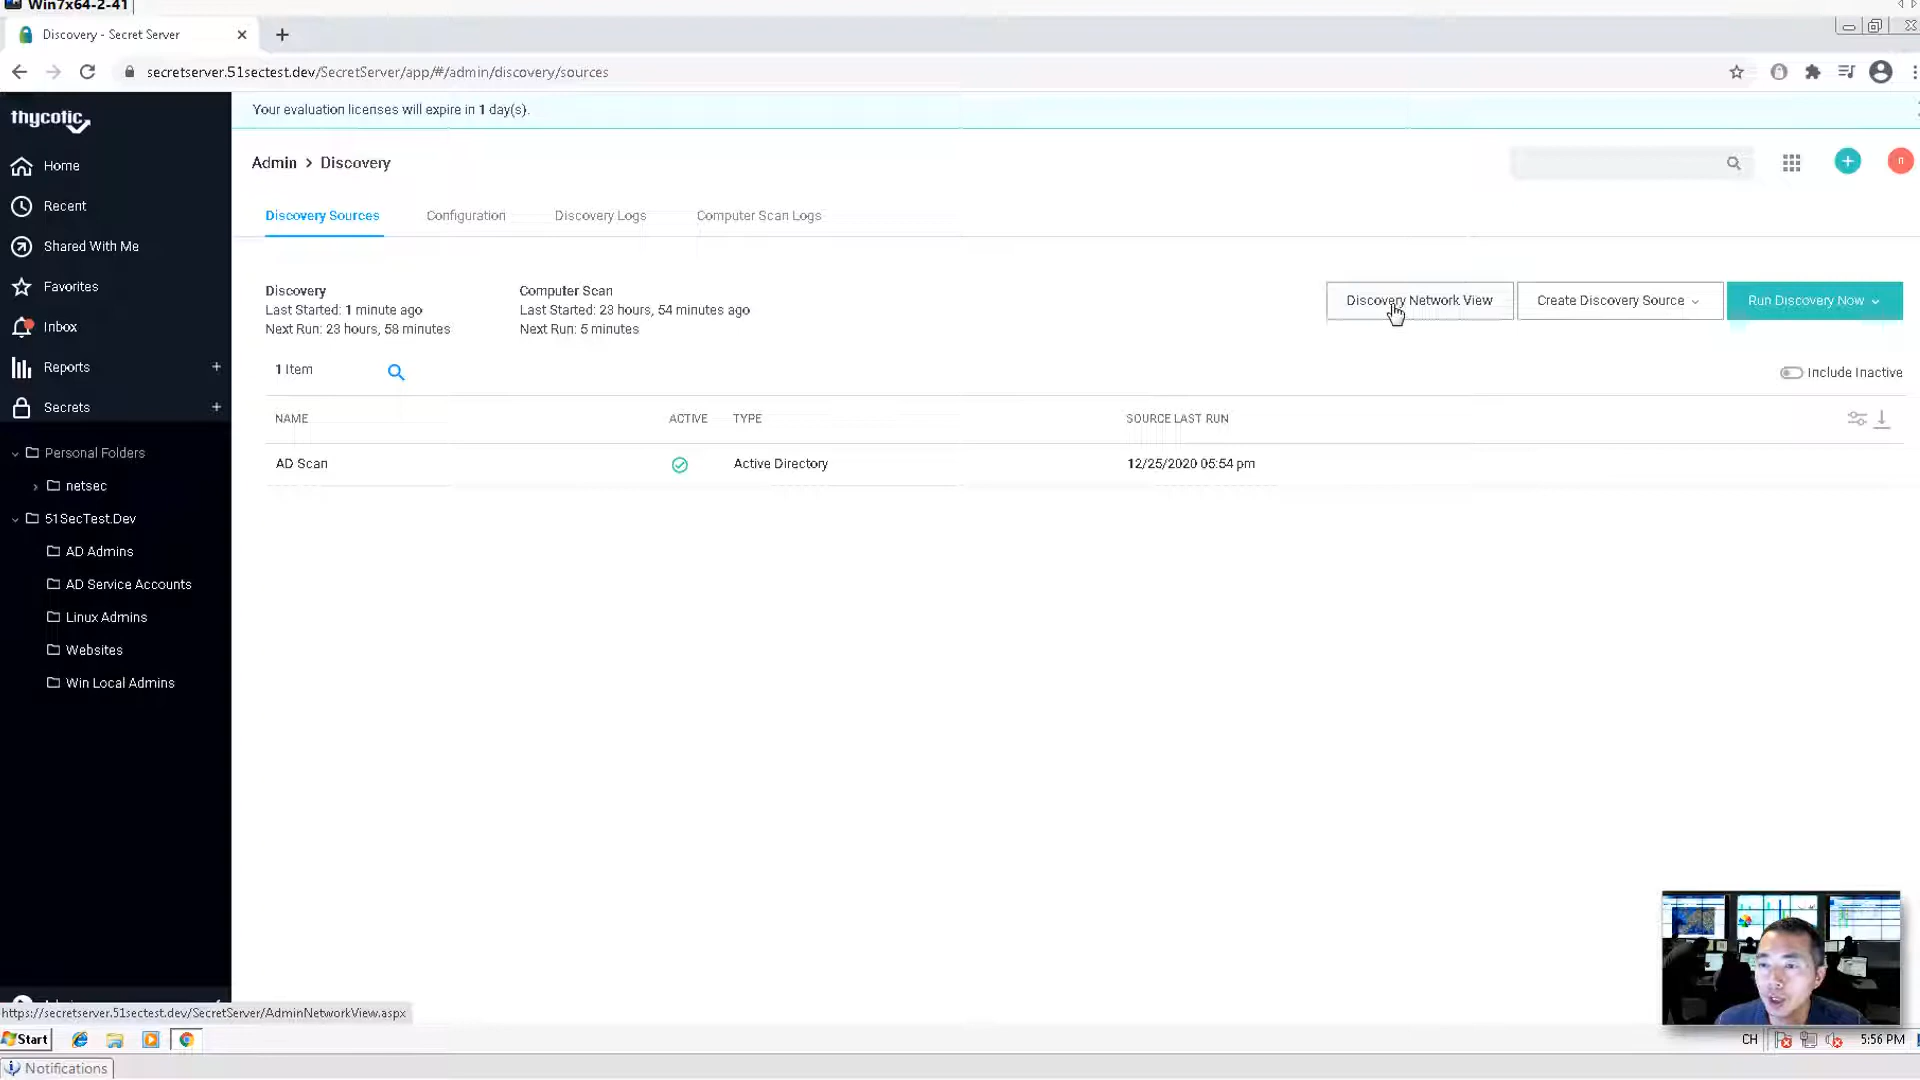 Win7x64-2-41
Discovery - Secret Server
secretserver.51sectest.dev/SecretServer/app/#/admin/discovery/sources
thycotic
Your evaluation licenses will expire in 1 day(s).
Home
Recent
Shared With Me
Favorites
Inbox
Reports +
Secrets +
Personal Folders
netsec
51SecTest.Dev
AD Admins
AD Service Accounts
Linux Admins
Websites
Win Local Admins
Admin > Discovery
Discovery Sources Configuration Discovery Logs Computer Scan Logs
Discovery
Last Started: 1 minute ago
Next Run: 23 hours, 58 minutes
Computer Scan
Last Started: 23 hours, 54 minutes ago
Next Run: 5 minutes
Discovery Network View
Create Discovery Source
Run Discovery Now
1 Item
Include Inactive
NAME ACTIVE TYPE SOURCE LAST RUN
AD Scan Active Directory 12/25/2020 05:54 pm
https://secretserver.51sectest.dev/SecretServer/AdminNetworkView.aspx
Start
CH
5:56 PM
Notifications